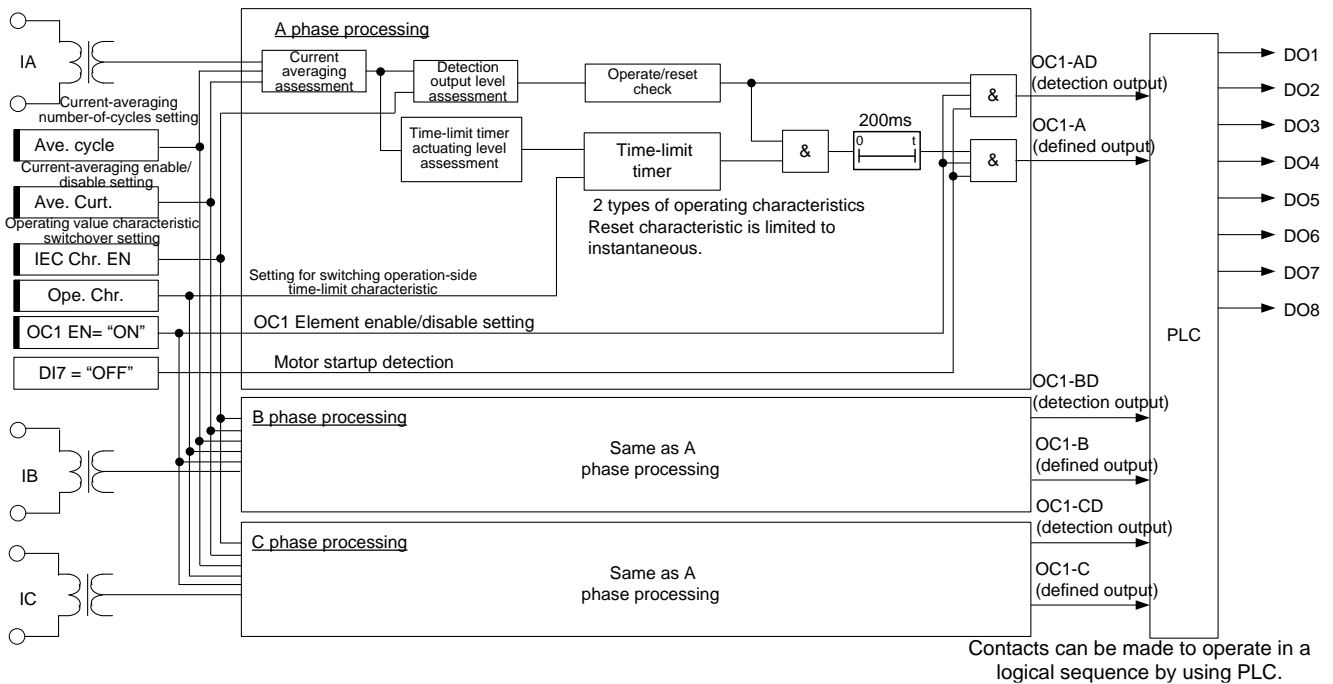 IA
Current-averaging
number-of-cycles setting
Ave. cycle
Current-averaging enable/
disable setting
Ave. Curt.
Operating value characteristic
switchover setting
IEC Chr. EN
Ope. Chr.
OC1 EN= “ON”
DI7 = “OFF”
A phase processing
Current
averaging
assessment
Detection
output level
assessment
Operate/reset
check
&
OC1-AD
(detection output)
Time-limit timer
actuating level
assessment
Time-limit
timer
&
200ms
0 t
&
OC1-A
(defined output)
2 types of operating characteristics
Reset characteristic is limited to
instantaneous.
Setting for switching operation-side
time-limit characteristic
OC1 Element enable/disable setting
Motor startup detection
IB
B phase processing
Same as A
phase processing
OC1-BD
(detection output)
OC1-B
(defined output)
IC
C phase processing
Same as A
phase processing
OC1-CD
(detection output)
OC1-C
(defined output)
PLC
DO1
DO2
DO3
DO4
DO5
DO6
DO7
DO8
Contacts can be made to operate in a
logical sequence by using PLC.